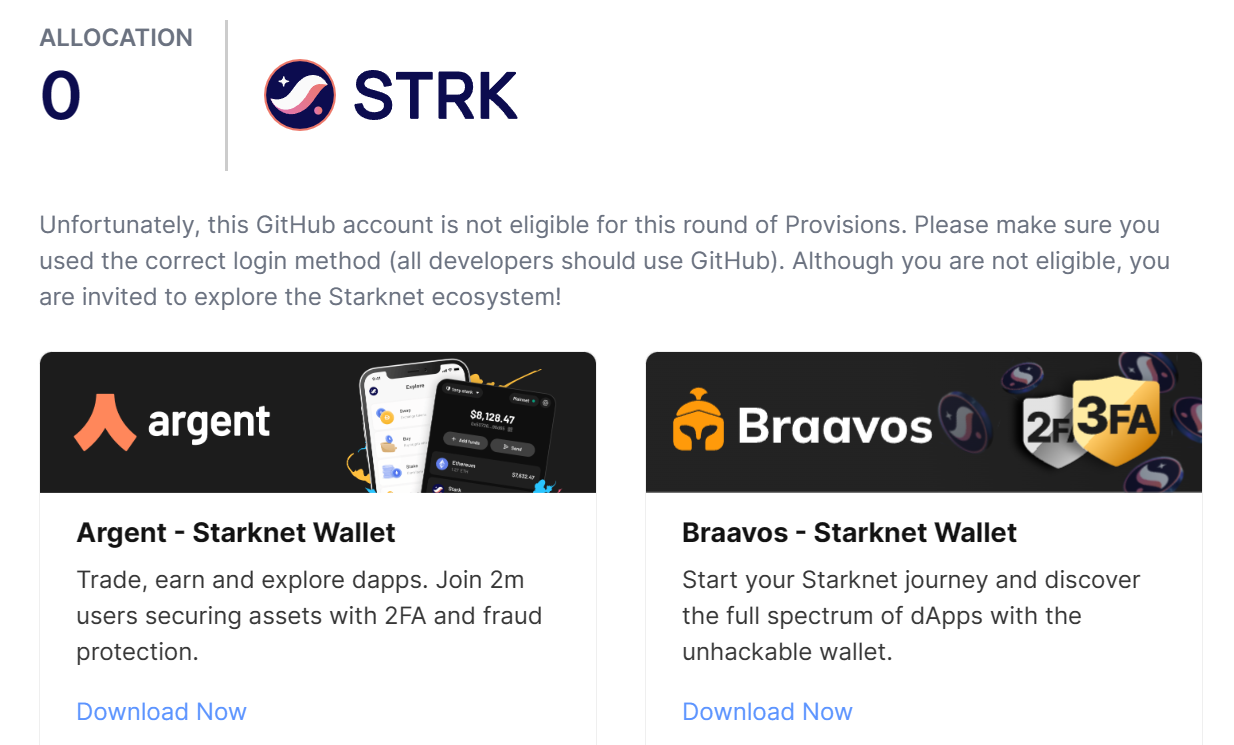 ALLOCATION
0
STRK
Unfortunately, this GitHub account is not eligible for this round of Provisions. Please make sure you
used the correct login method (all developers should use GitHub). Although you are not eligible, you
are invited to explore the Starknet ecosystem!
argent
Explore
$8,128.47
Add funds
Send
Ethereum
$7,632.47
Braavos
2FA
3FA
Argent - Starknet Wallet
Trade, earn and explore dapps. Join 2m
users securing assets with 2FA and fraud
protection.
Download Now
Braavos - Starknet Wallet
Start your Starknet journey and discover
the full spectrum of dApps with the
unhackable wallet.
Download Now